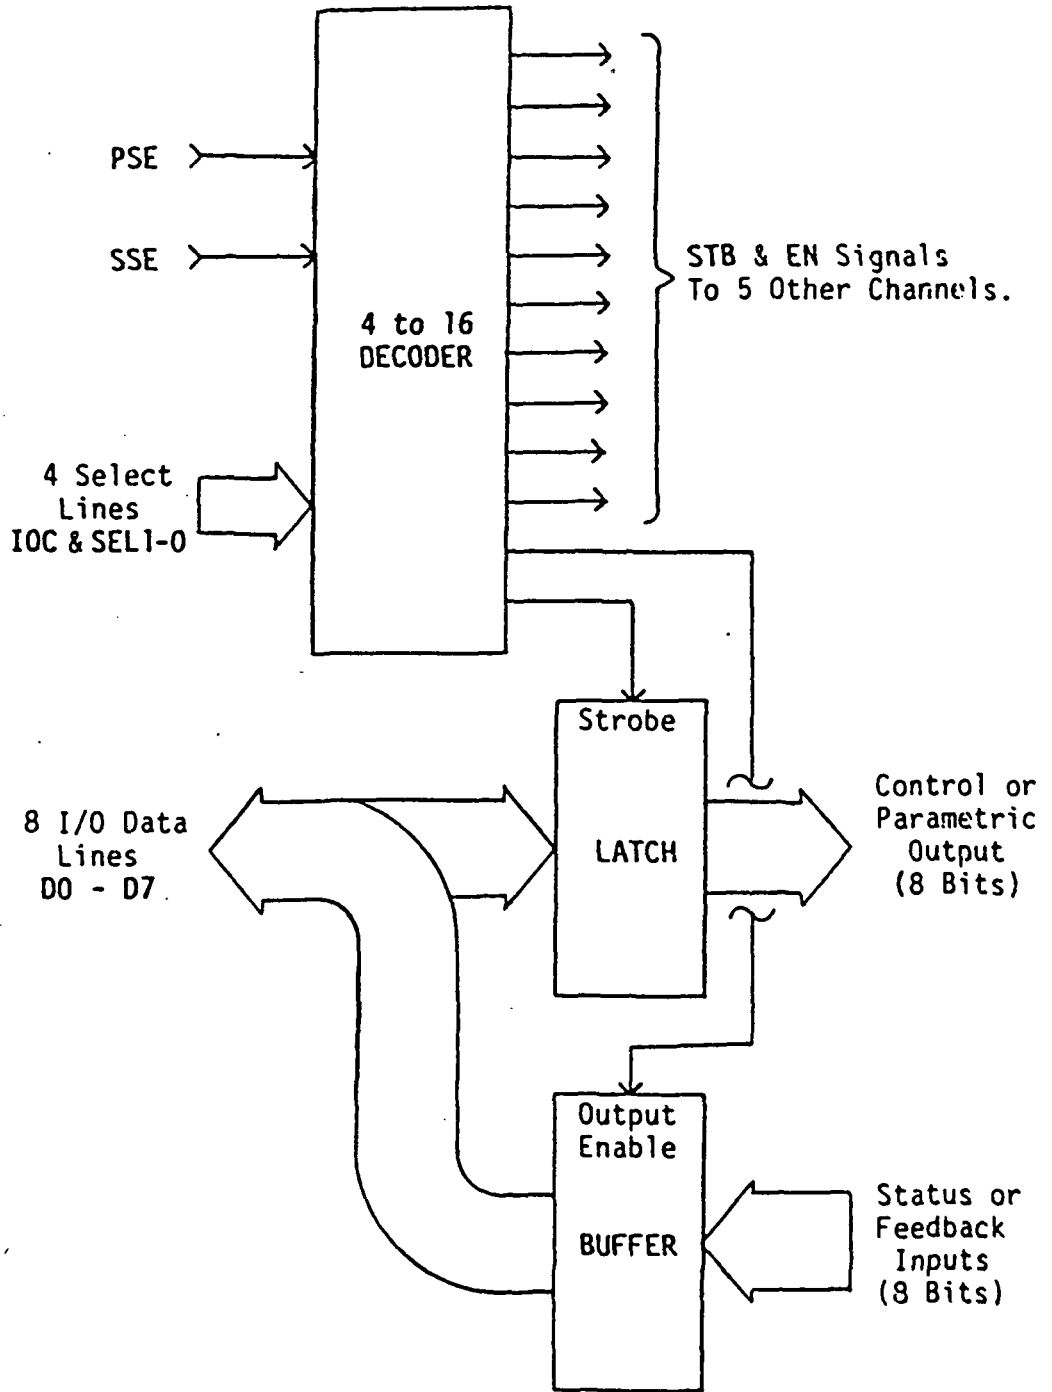 PSE
SSE
4 to 16
DECODER
STB & EN Signals
To 5 Other Channels.
4 Select
Lines
IOC & SEL1-0
Strobe
LATCH
8 I/O Data
Lines
D0 - D7
Control or
Parametric
Output
(8 Bits)
Output
Enable
BUFFER
Status or
Feedback
Inputs
(8 Bits)